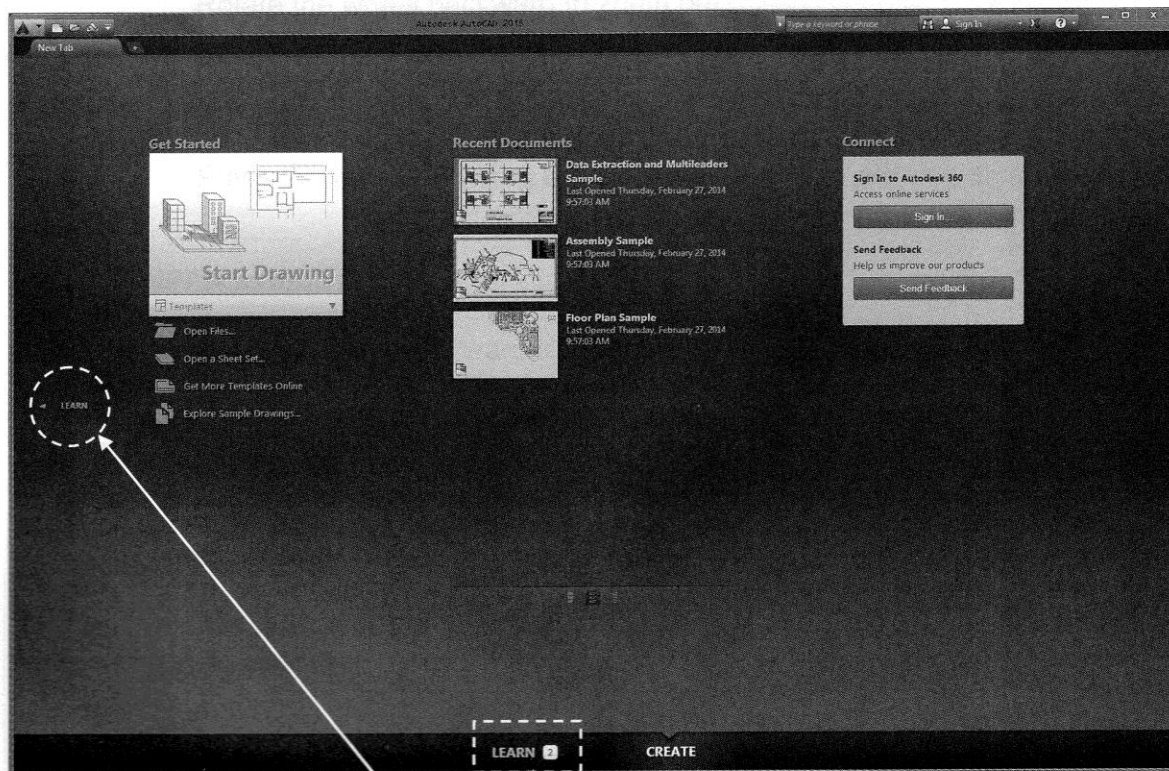 Autodesk AutoCAD 2015
Type a keyword or phrase
Sign In
New Tab
Get Started
Start Drawing
Templates
Open Files...
Open a Sheet Set...
Get More Templates Online
Explore Sample Drawings...
Recent Documents
Data Extraction and Multileaders
Sample
Last Opened Thursday, February 27, 2014
9:57:03 AM
Assembly Sample
Last Opened Thursday, February 27, 2014
9:57:03 AM
Floor Plan Sample
Last Opened Thursday, February 27, 2014
9:57:03 AM
Connect
Sign In to Autodesk 360
Access online services
Sign In
Send Feedback
Help us improve our products
Send Feedback
LEARN
LEARN 2
CREATE